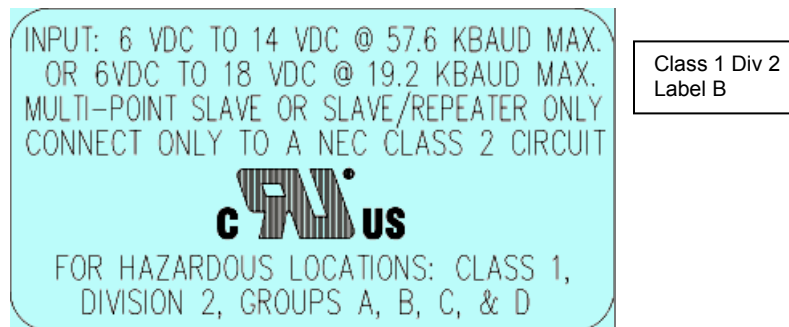 INPUT: 6 VDC TO 14 VDC @ 57.6 KBAUD MAX.
OR 6VDC TO 18 VDC @ 19.2 KBAUD MAX.
MULTI-POINT SLAVE OR SLAVE/REPEATER ONLY
CONNECT ONLY TO A NEC CLASS 2 CIRCUIT
c RU ® US
FOR HAZARDOUS LOCATIONS: CLASS 1,
DIVISION 2, GROUPS A, B, C, & D
Class 1 Div 2
Label B